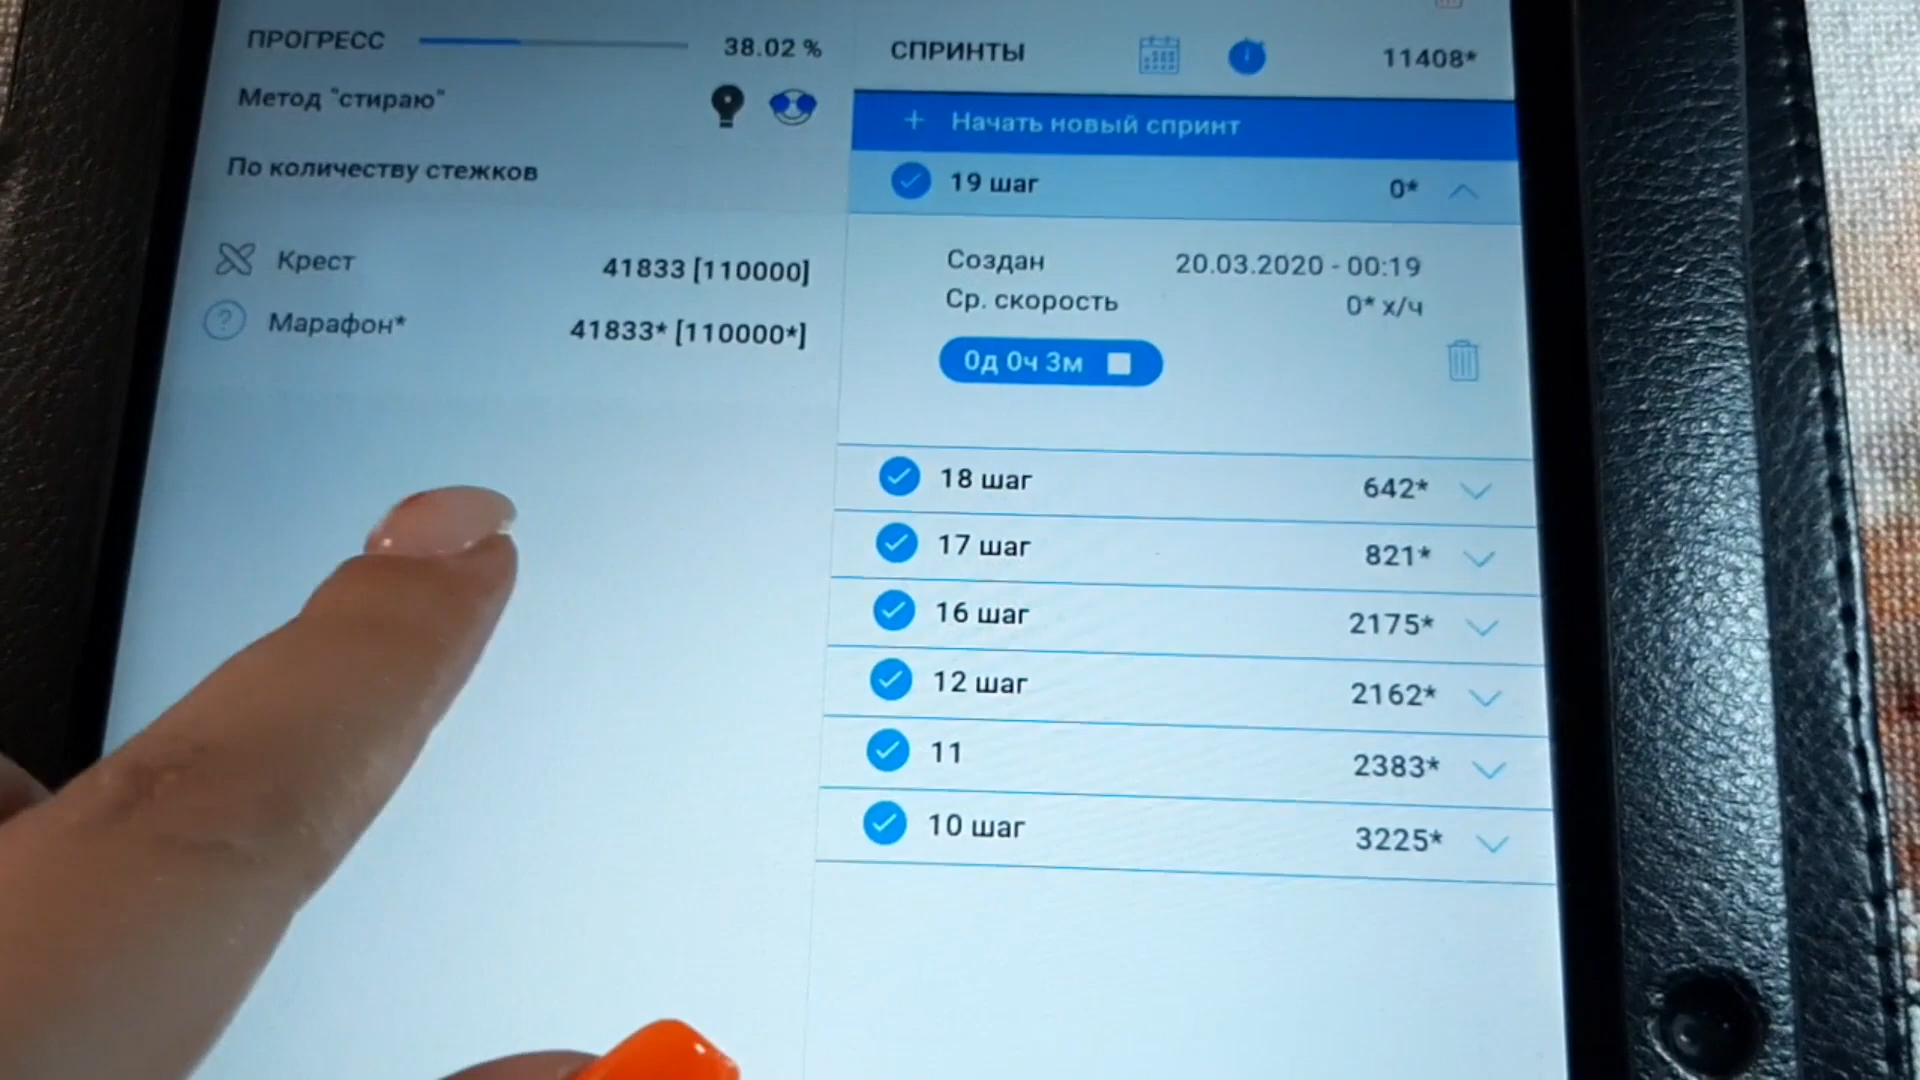 ПРОГРЕСС 38.02 %
Метод "стираю"
По количеству стежков
Крест 41833 [110000]
? Марафон* 41833* [110000*]
СПРИНТЫ 11408*
+ Начать новый спринт
19 шаг 0*
Создан 20.03.2020 - 00:19
Ср. скорость 0* х/ч
0д 0ч 3м
18 шаг 642*
17 шаг 821*
16 шаг 2175*
12 шаг 2162*
11 2383*
10 шаг 3225*